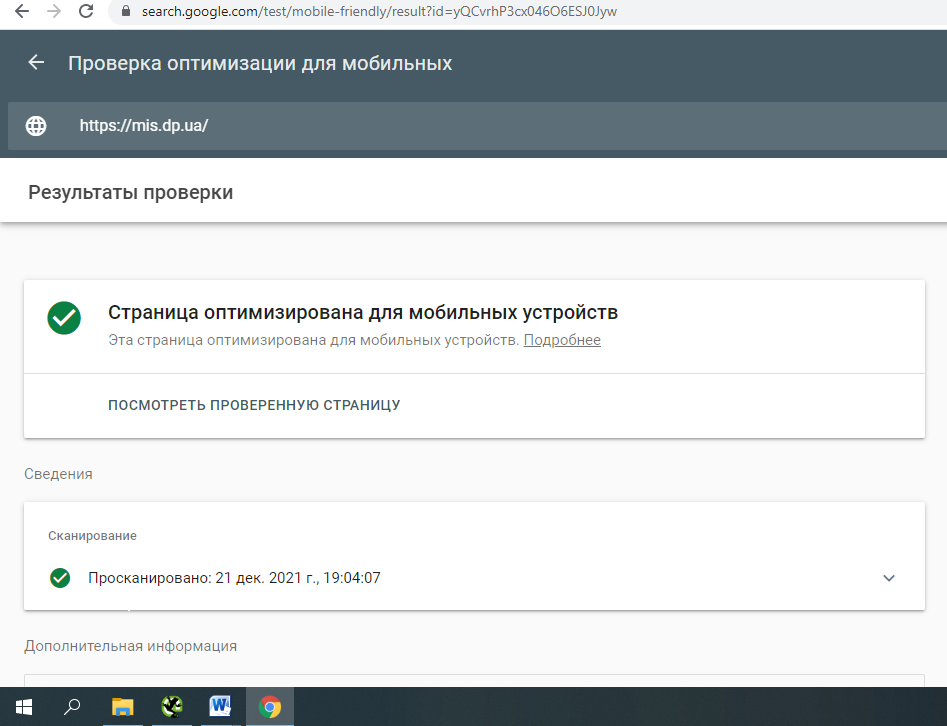 search.google.com/test/mobile-friendly/result?id=yQCvrhP3cx046O6ESJ0Jyw
Проверка оптимизации для мобильных
https://mis.dp.ua/
Результаты проверки
Страница оптимизирована для мобильных устройств
Эта страница оптимизирована для мобильных устройств. Подробнее
ПОСМОТРЕТЬ ПРОВЕРЕННУЮ СТРАНИЦУ
Сведения
Сканирование
Просканировано: 21 дек. 2021 г., 19:04:07
Дополнительная информация
W